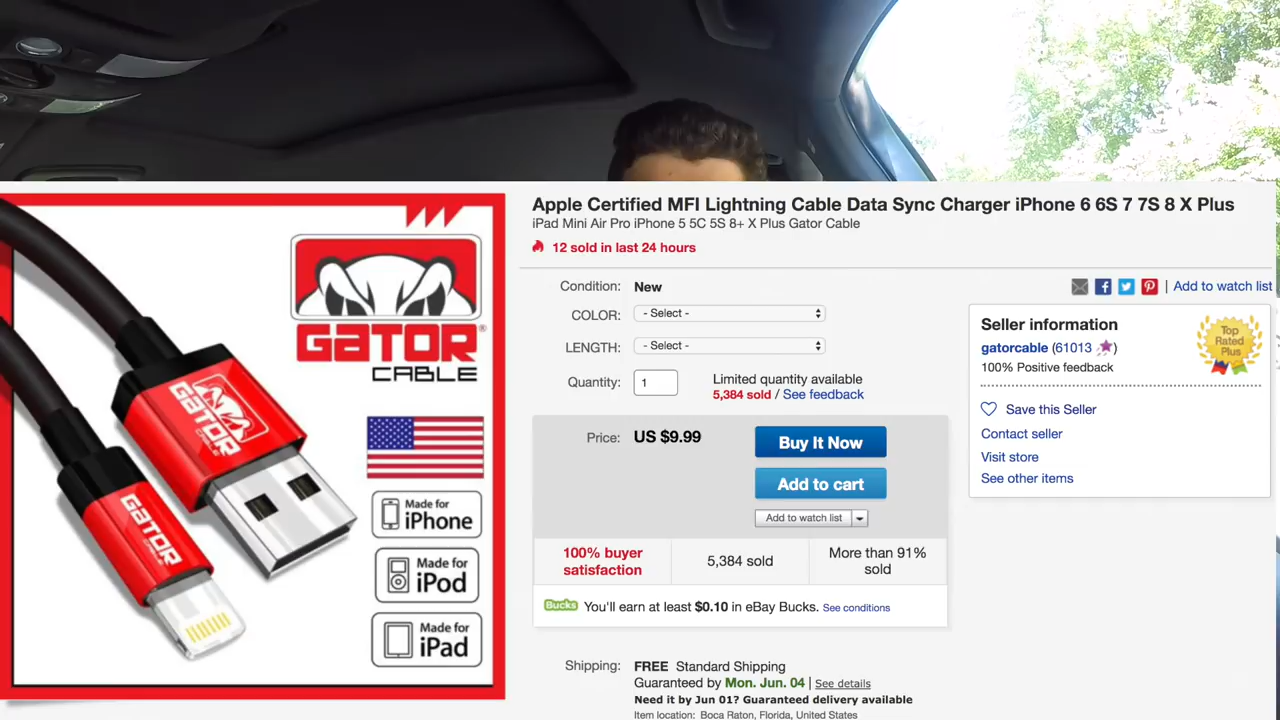 Apple Certified MFI Lightning Cable Data Sync Charger iPhone 6 6S 7 7S 8 X Plus
iPad Mini Air Pro iPhone 5 5C 5S 8+ X Plus Gator Cable
12 sold in last 24 hours
Condition: New
COLOR: - Select -
LENGTH: - Select -
Quantity: 1
Limited quantity available
5,384 sold / See feedback
Price: US $9.99
Buy It Now
Add to cart
Add to watch list
100% buyer
satisfaction
5,384 sold
More than 91%
sold
Bucks You'll earn at least $0.10 in eBay Bucks. See conditions
Shipping: FREE Standard Shipping
Guaranteed by Mon. Jun. 04 | See details
Need it by Jun 01? Guaranteed delivery available
Item location: Boca Raton, Florida, United States
| Add to watch list
Seller information
gatorcable (61013 )
100% Positive feedback
Top
Rated
Plus
Save this Seller
Contact seller
Visit store
See other items
GATOR®
CABLE
GATOR
GATOR
Made for
iPhone
Made for
iPod
Made for
iPad